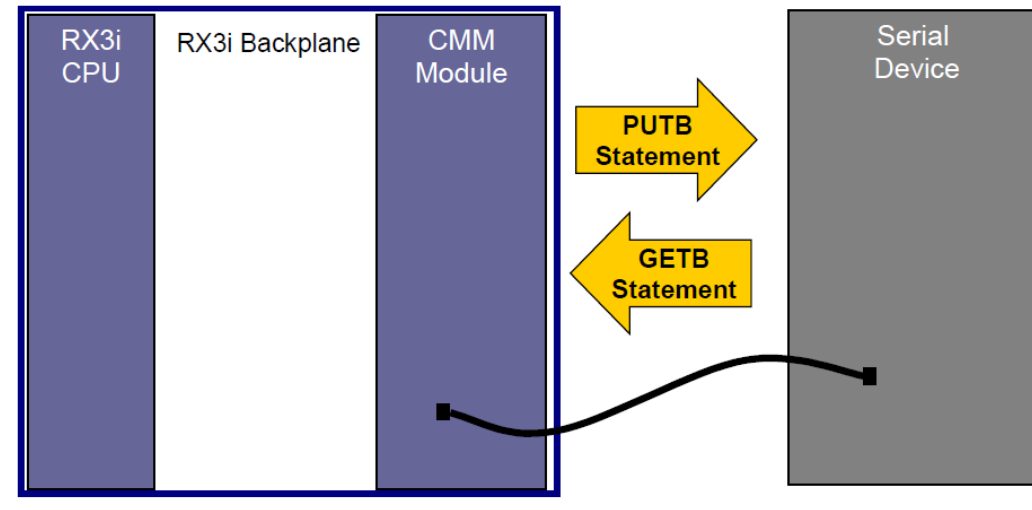 RX3i
CPU
RX3i Backplane
CMM
Module
Serial
Device
PUTB
Statement
GETB
Statement